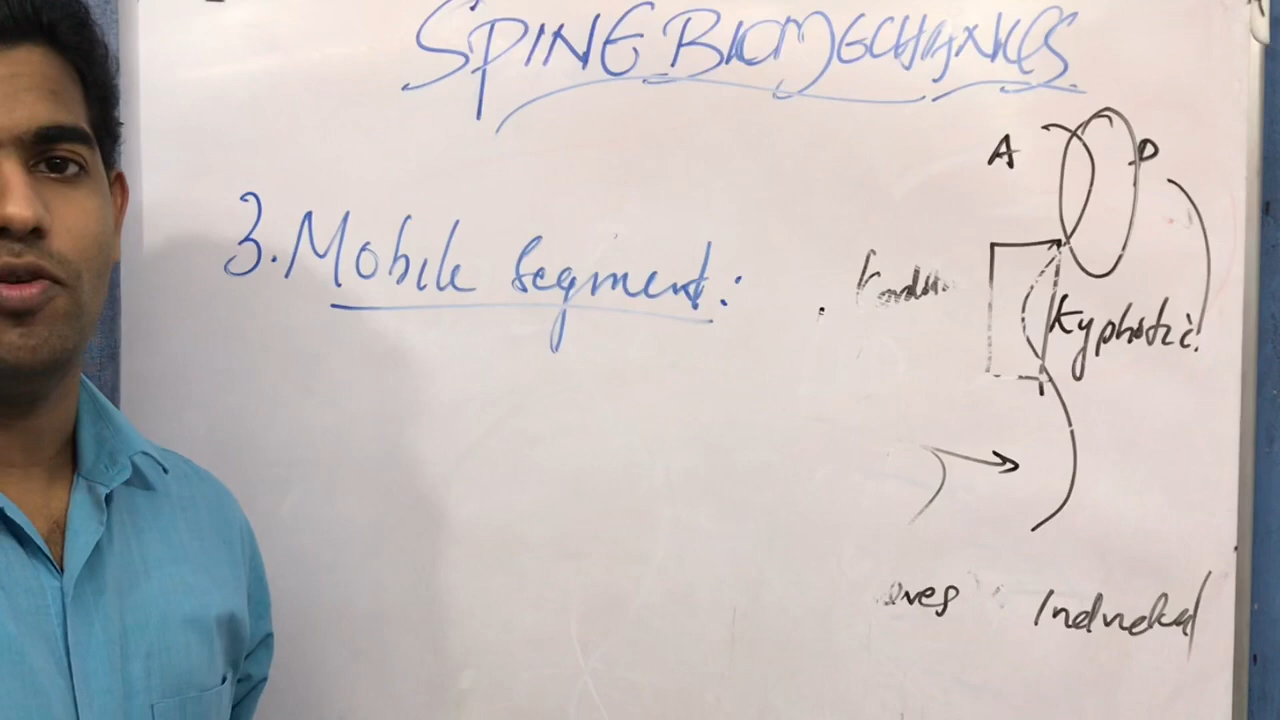 SPINE BIOMECHANICS
A P
3. Mobile Segment:
Kyphotic.
Individual